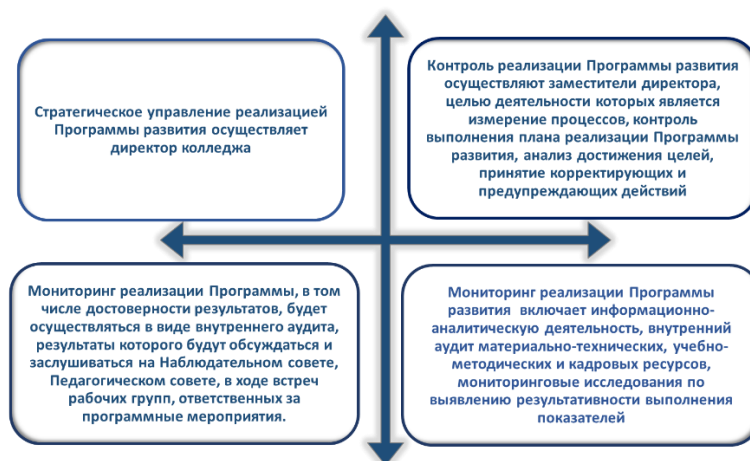 Стратегическое управление реализацией
Программы развития осуществляет
директор колледжа
Контроль реализации Программы развития
осуществляют заместители директора,
целью деятельности которых является
измерение процессов, контроль
выполнения плана реализации Программы
развития, анализ достижения целей,
принятие корректирующих и
предупреждающих действий
Мониторинг реализации Программы, в том
числе достоверности результатов, будет
осуществляться в виде внутреннего аудита,
результаты которого будут обсуждаться и
заслушиваться на Наблюдательном совете,
Педагогическом совете, в ходе встреч
рабочих групп, ответственных за
программные мероприятия.
Мониторинг реализации Программы
развития включает информационно-
аналитическую деятельность, внутренний
аудит материально-технических, учебно-
методических и кадровых ресурсов,
мониторинговые исследования по
выявлению результативности выполнения
показателей